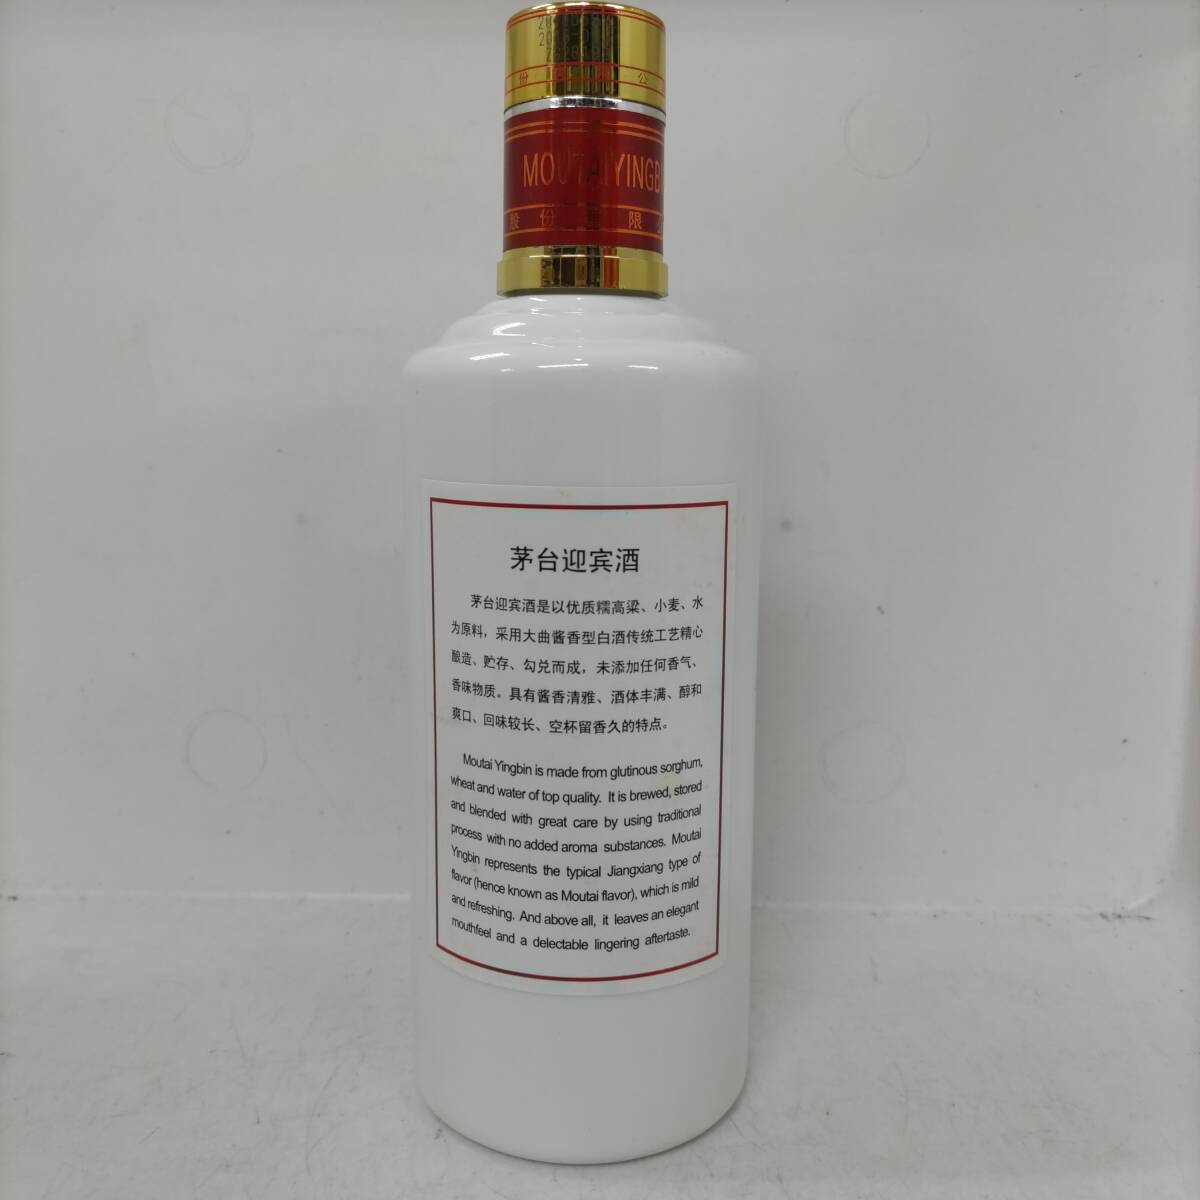 份 公
MOUTAIYINGB
股份 限
茅台迎宾酒
茅台迎宾酒是以优质糯高粱、小麦、水
为原料，采用大曲酱香型白酒传统工艺精心
酿造、贮存、勾兑而成，未添加任何香气、
香味物质。具有酱香清雅、酒体丰满、醇和
爽口、回味较长、空杯留香久的特点。
Moutai Yingbin is made from glutinous sorghum,
wheat and water of top quality. It is brewed, stored
and blended with great care by using traditional
process with no added aroma substances. Moutai
Yingbin represents the typical Jiangxiang type of
flavor (hence known as Moutai flavor), which is mild
and refreshing. And above all, it leaves an elegant
mouthfeel and a delectable lingering aftertaste.